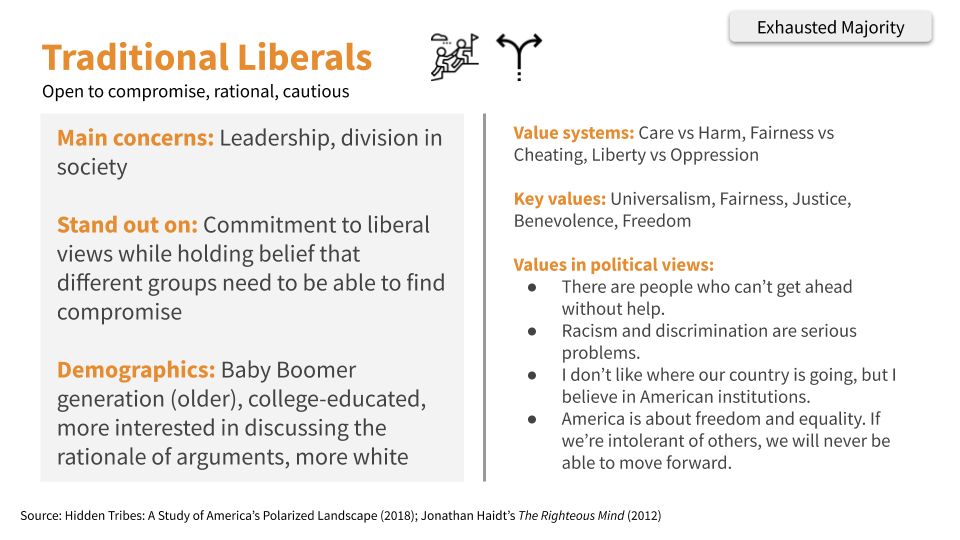 Exhausted Majority
Traditional Liberals
Open to compromise, rational, cautious
Main concerns: Leadership, division in
society
Stand out on: Commitment to liberal
views while holding belief that
different groups need to be able to find
compromise
Demographics: Baby Boomer
generation (older), college-educated,
more interested in discussing the
rationale of arguments, more white
Value systems: Care vs Harm, Fairness vs
Cheating, Liberty vs Oppression
Key values: Universalism, Fairness, Justice,
Benevolence, Freedom
Values in political views:
● There are people who can’t get ahead
without help.
● Racism and discrimination are serious
problems.
● I don’t like where our country is going, but I
believe in American institutions.
● America is about freedom and equality. If
we’re intolerant of others, we will never be
able to move forward.
Source: Hidden Tribes: A Study of America’s Polarized Landscape (2018); Jonathan Haidt’s The Righteous Mind (2012)